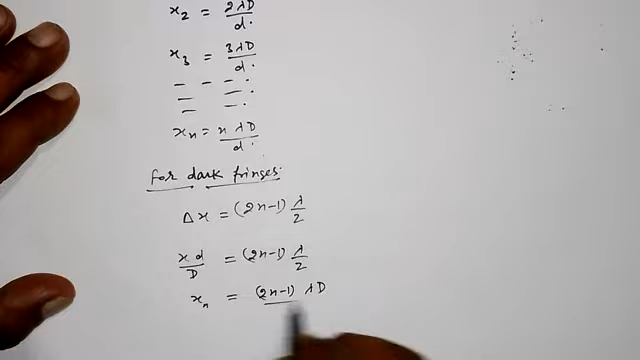 x₂ = 2λD/d.
x₃ = 3λD/d.
– – – .
– – .
– – .
xₙ = nλD/d.
for dark fringes.
Δx = (2n-1) λ/2
xd/D = (2n-1) λ/2
xₙ = (2n-1) λD